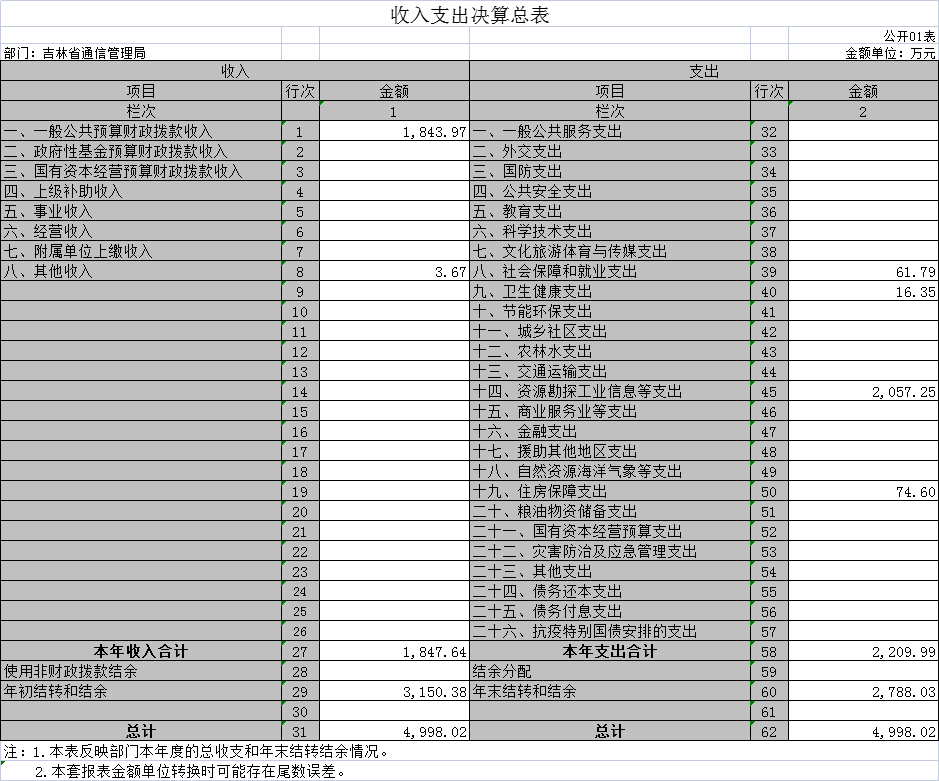 收入支出决算总表
公开01表
部门：吉林省通信管理局 金额单位：万元
收入 支出
项目 行次 金额 项目 行次 金额
栏次 1 栏次 2
一、一般公共预算财政拨款收入 1 1,843.97 一、一般公共服务支出 32
二、政府性基金预算财政拨款收入 2 二、外交支出 33
三、国有资本经营预算财政拨款收入 3 三、国防支出 34
四、上级补助收入 4 四、公共安全支出 35
五、事业收入 5 五、教育支出 36
六、经营收入 6 六、科学技术支出 37
七、附属单位上缴收入 7 七、文化旅游体育与传媒支出 38
八、其他收入 8 3.67 八、社会保障和就业支出 39 61.79
9 九、卫生健康支出 40 16.35
10 十、节能环保支出 41
11 十一、城乡社区支出 42
12 十二、农林水支出 43
13 十三、交通运输支出 44
14 十四、资源勘探工业信息等支出 45 2,057.25
15 十五、商业服务业等支出 46
16 十六、金融支出 47
17 十七、援助其他地区支出 48
18 十八、自然资源海洋气象等支出 49
19 十九、住房保障支出 50 74.60
20 二十、粮油物资储备支出 51
21 二十一、国有资本经营预算支出 52
22 二十二、灾害防治及应急管理支出 53
23 二十三、其他支出 54
24 二十四、债务还本支出 55
25 二十五、债务付息支出 56
26 二十六、抗疫特别国债安排的支出 57
本年收入合计 27 1,847.64 本年支出合计 58 2,209.99
使用非财政拨款结余 28 结余分配 59
年初结转和结余 29 3,150.38 年末结转和结余 60 2,788.03
30 61
总计 31 4,998.02 总计 62 4,998.02
注：1.本表反映部门本年度的总收支和年末结转结余情况。
2.本套报表金额单位转换时可能存在尾数误差。